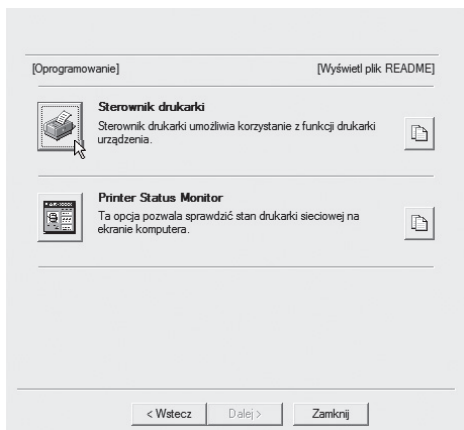 [Oprogramowanie] [Wyświetl plik README]
Sterownik drukarki
Sterownik drukarki umożliwia korzystanie z funkcji drukarki
urządzenia.
Printer Status Monitor
Ta opcja pozwala sprawdzić stan drukarki sieciowej na
ekranie komputera.
< Wstecz Dalej > Zamknij